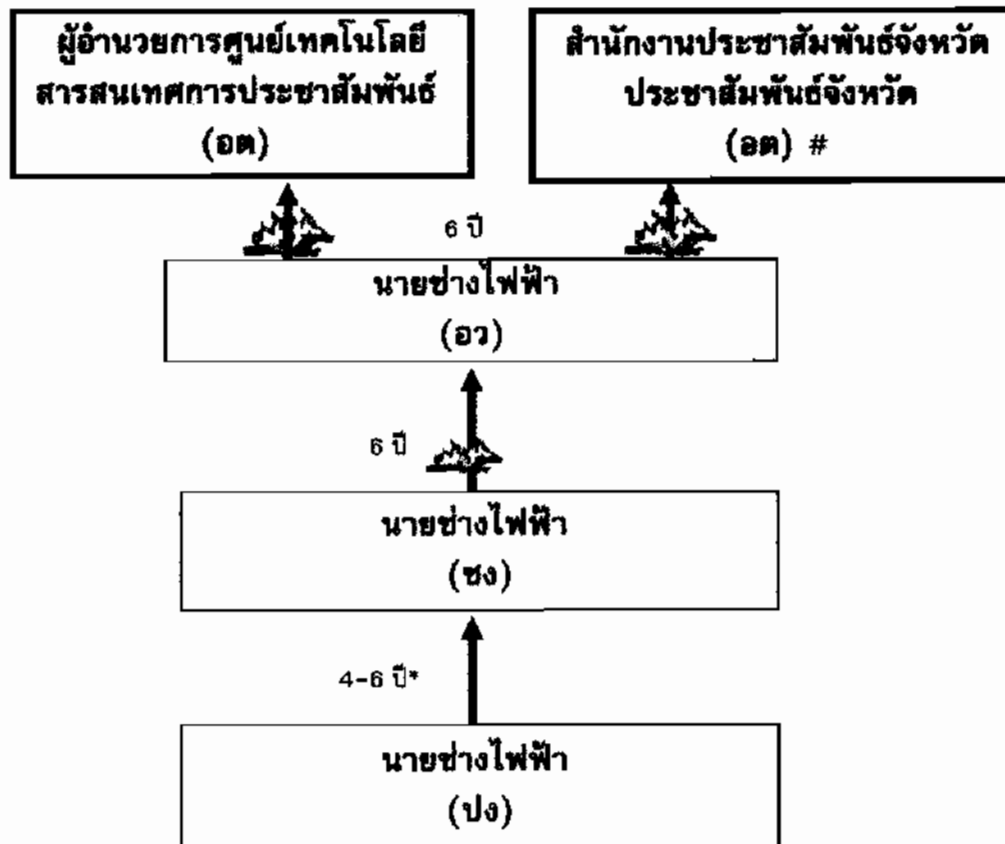 ผู้อำนวยการศูนย์เทคโนโลยี
สารสนเทศการประชาสัมพันธ์
(อต)
สำนักงานประชาสัมพันธ์จังหวัด
ประชาสัมพันธ์จังหวัด
(อต) #
6 ปี
นายช่างไฟฟ้า
(อว)
6 ปี
นายช่างไฟฟ้า
(ชง)
4-6 ปี*
นายช่างไฟฟ้า
(ปง)